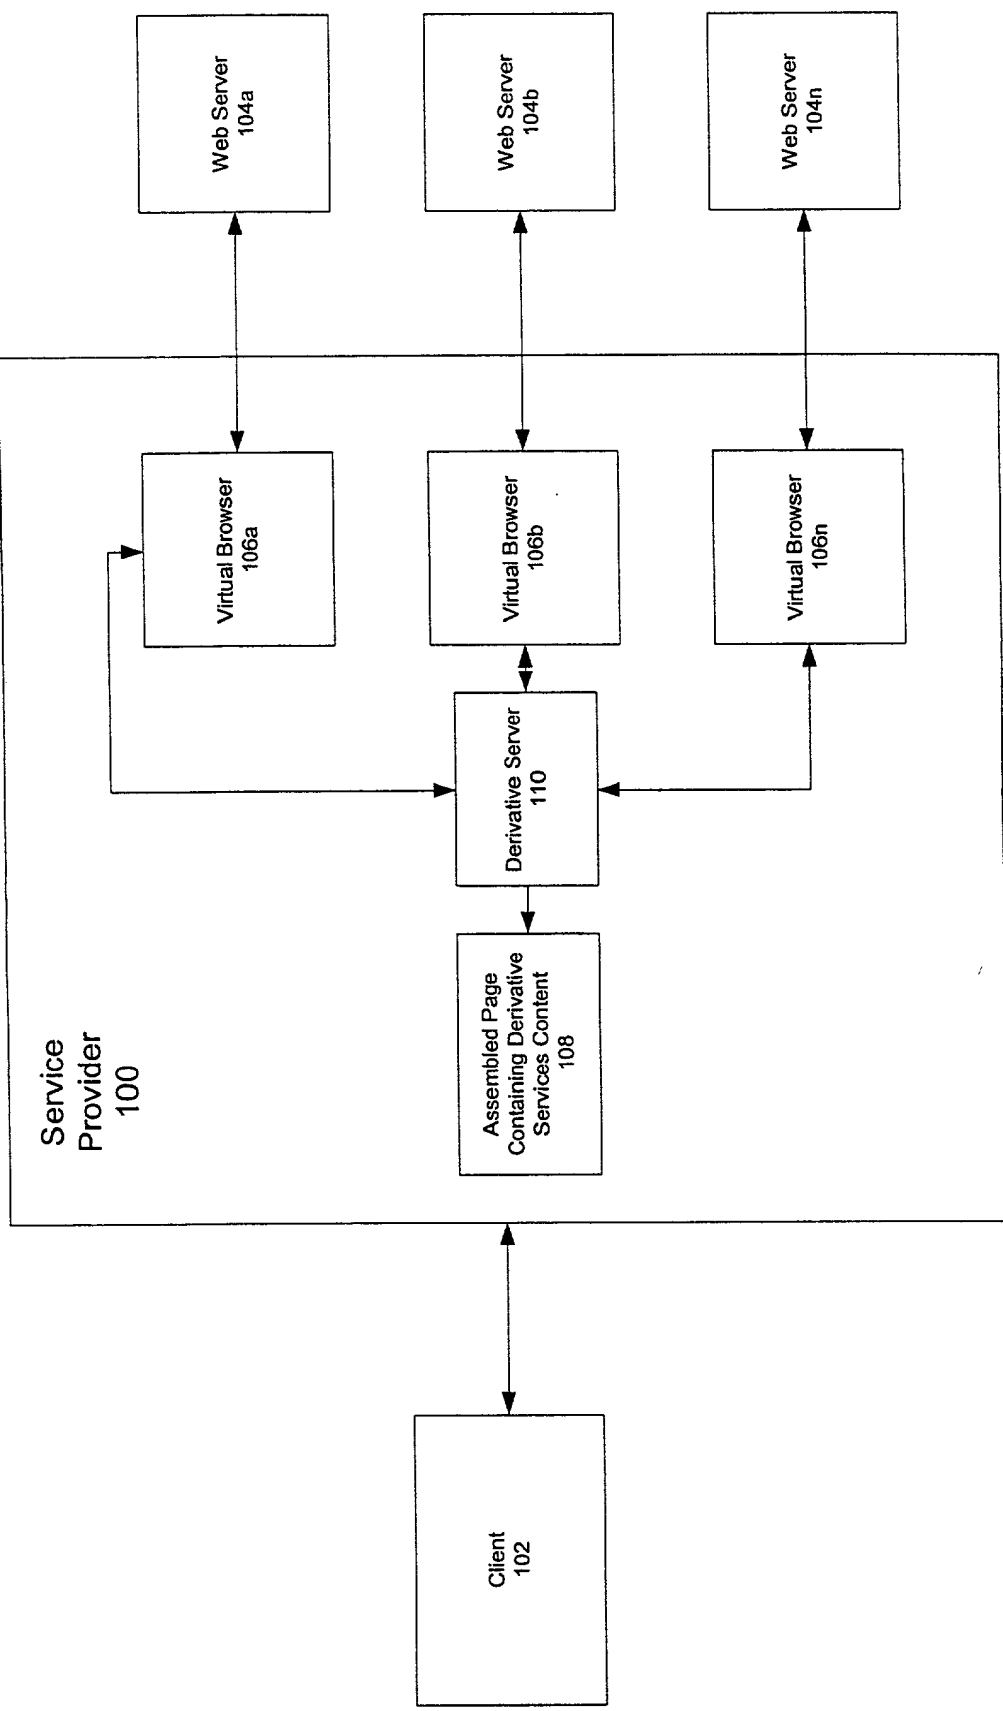 Service
Provider
100
Client
102
Assembled Page
Containing Derivative
Services Content
108
Derivative Server
110
Virtual Browser
106a
Virtual Browser
106b
Virtual Browser
106n
Web Server
104a
Web Server
104b
Web Server
104n